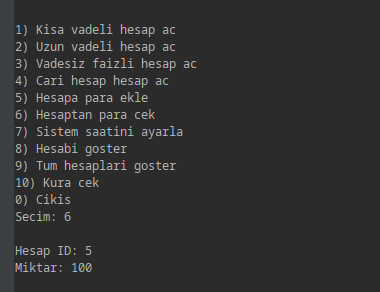 1) Kisa vadeli hesap ac
2) Uzun vadeli hesap ac
3) Vadesiz faizli hesap ac
4) Cari hesap hesap ac
5) Hesapa para ekle
6) Hesaptan para cek
7) Sistem saatini ayarla
8) Hesabi goster
9) Tum hesaplari goster
10) Kura cek
0) Cikis
Secim: 6
Hesap ID: 5
Miktar: 100